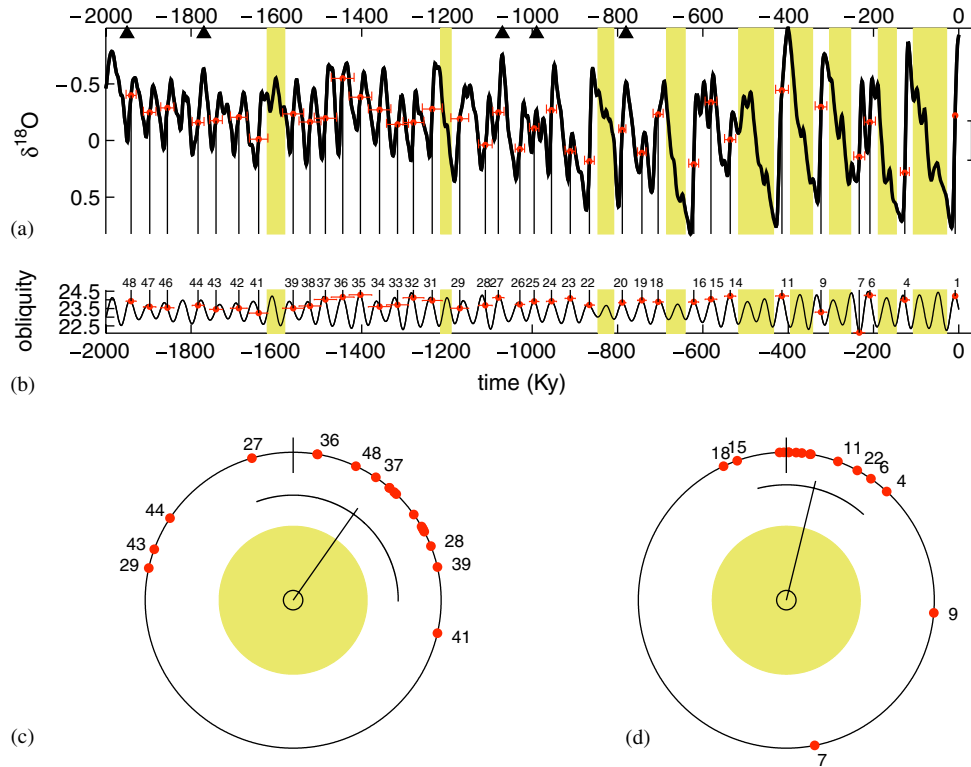 −2000 −1800 −1600 −1400 −1200 −1000 −800 −600 −400 −200 0
−0.5
0
0.5
δ18O
(a)
48 47 46 44 43 42 41 39 38 37 36 35 34 33 32 31 29 28 27 26 25 24 23 22 20 19 18 16 15 14 11 9 7 6 4 1
24.5
23.5
22.5
obliquity
−2000 −1800 −1600 −1400 −1200 −1000 −800 −600 −400 −200 0
(b)
time (Ky)
27 36 48 37 44 28 43 39 29 41
(c)
18 15 11 22 6 4 9 7
(d)